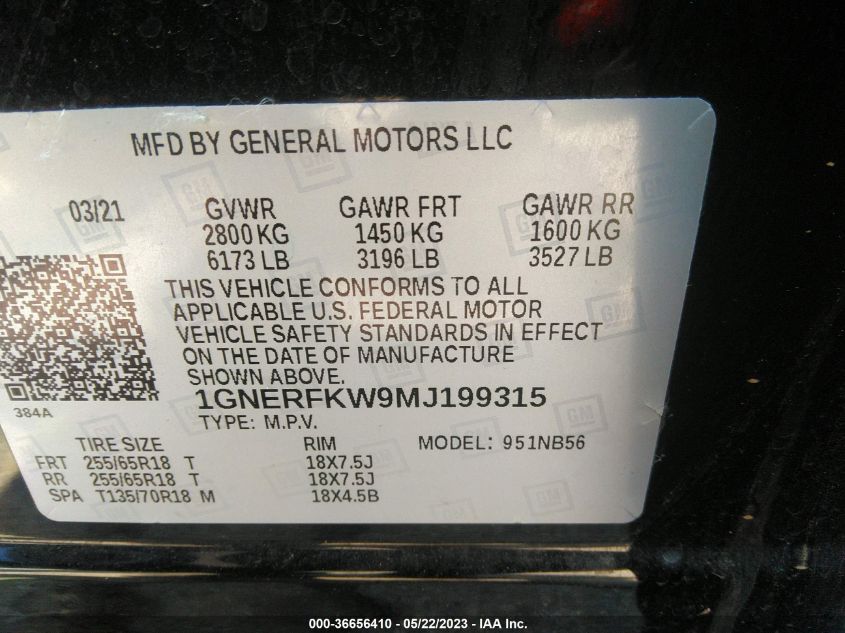 MFD BY GENERAL MOTORS LLC
03/21 GVWR GAWR FRT GAWR RR
2800 KG 1450 KG 1600 KG
6173 LB 3196 LB 3527 LB
THIS VEHICLE CONFORMS TO ALL
APPLICABLE U.S. FEDERAL MOTOR
VEHICLE SAFETY STANDARDS IN EFFECT
ON THE DATE OF MANUFACTURE
SHOWN ABOVE.
1GNERFKW9MJ199315
384A
TYPE: M.P.V.
TIRE SIZE RIM MODEL: 951NB56
FRT 255/65R18 T 18X7.5J
RR 255/65R18 T 18X7.5J
SPA T135/70R18 M 18X4.5B
000-36656410 - 05/22/2023 - IAA Inc.